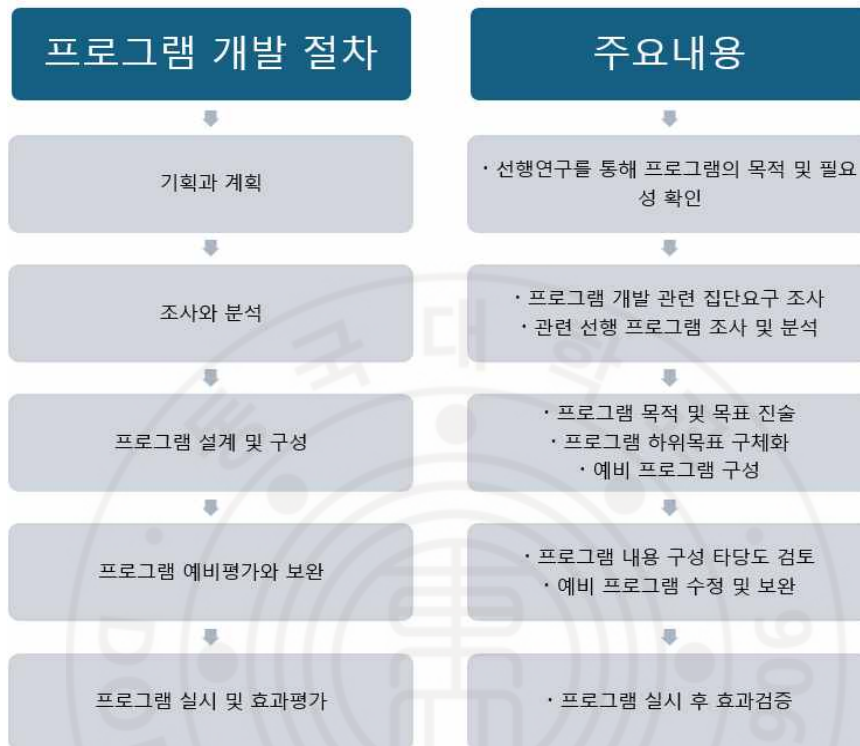 프로그램 개발 절차
주요내용
기획과 계획
· 선행연구를 통해 프로그램의 목적 및 필요
성 확인
조사와 분석
· 프로그램 개발 관련 집단요구 조사
· 관련 선행 프로그램 조사 및 분석
프로그램 설계 및 구성
· 프로그램 목적 및 목표 진술
· 프로그램 하위목표 구체화
· 예비 프로그램 구성
프로그램 예비평가와 보완
· 프로그램 내용 구성 타당도 검토
· 예비 프로그램 수정 및 보완
프로그램 실시 및 효과평가
· 프로그램 실시 후 효과검증
국대학
DO
906